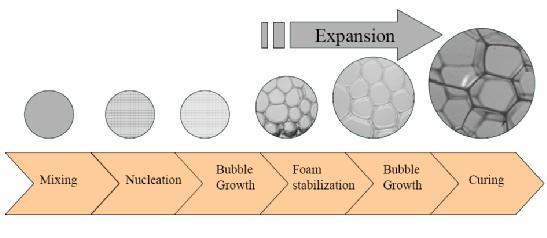 Expansion
Mixing
Nucleation
Bubble
Growth
Foam
stabilization
Bubble
Growth
Curing